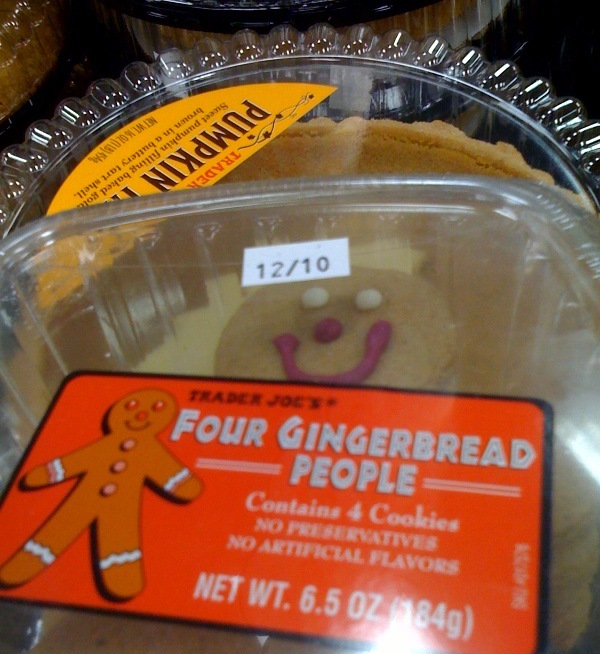 TRADER
PUMPKIN
Sweet pumpkin filling baked
brown in a buttery tart shell.
12/10
TRADER JOE'S®
FOUR GINGERBREAD
PEOPLE
Contains 4 Cookies
NO PRESERVATIVES
NO ARTIFICIAL FLAVORS
NET WT. 6.5 OZ (184g)